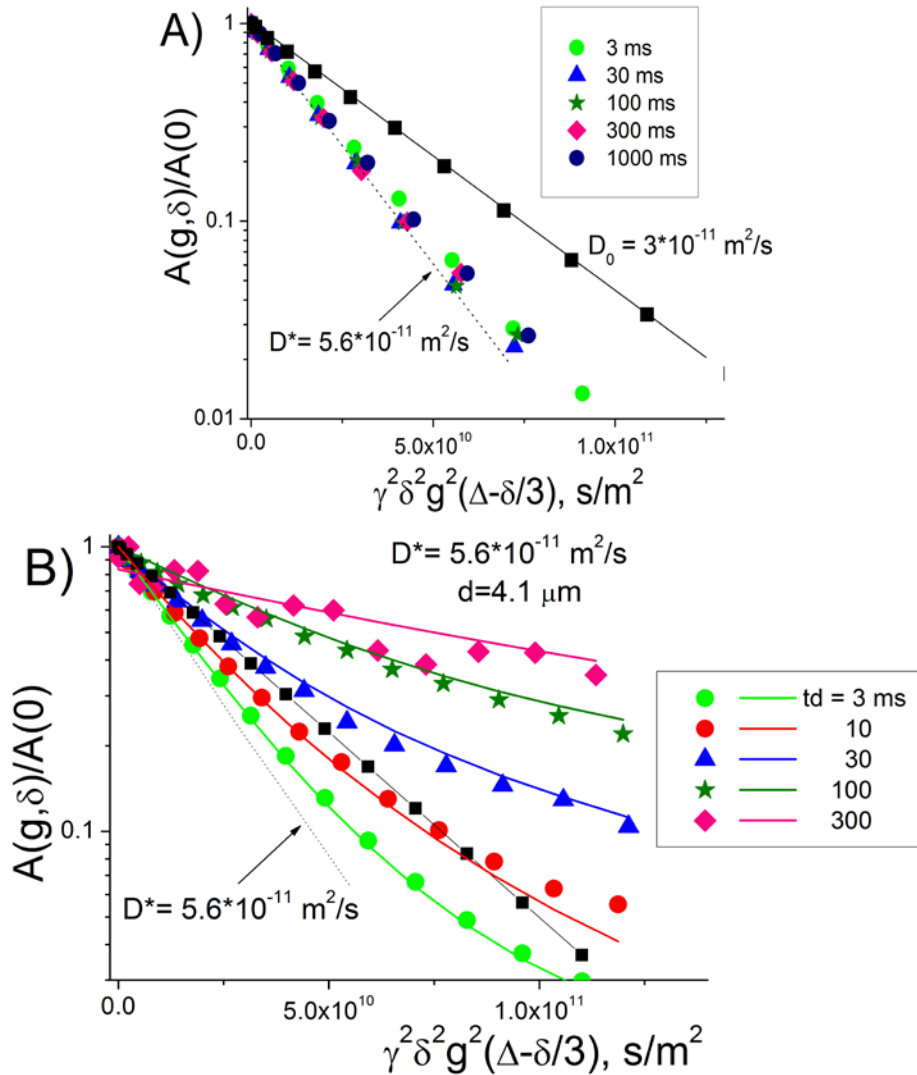 A)
1
0.1
0.01
A(g,δ)/A(0)
3 ms
30 ms
100 ms
300 ms
1000 ms
D₀ = 3*10⁻¹¹ m²/s
D*= 5.6*10⁻¹¹ m²/s
0.0
5.0x10¹⁰
1.0x10¹¹
γ²δ²g²(Δ-δ/3), s/m²
B)
1
0.1
A(g,δ)/A(0)
D*= 5.6*10⁻¹¹ m²/s
d=4.1 μm
td = 3 ms
10
30
100
300
D*= 5.6*10⁻¹¹ m²/s
0.0
5.0x10¹⁰
1.0x10¹¹
γ²δ²g²(Δ-δ/3), s/m²